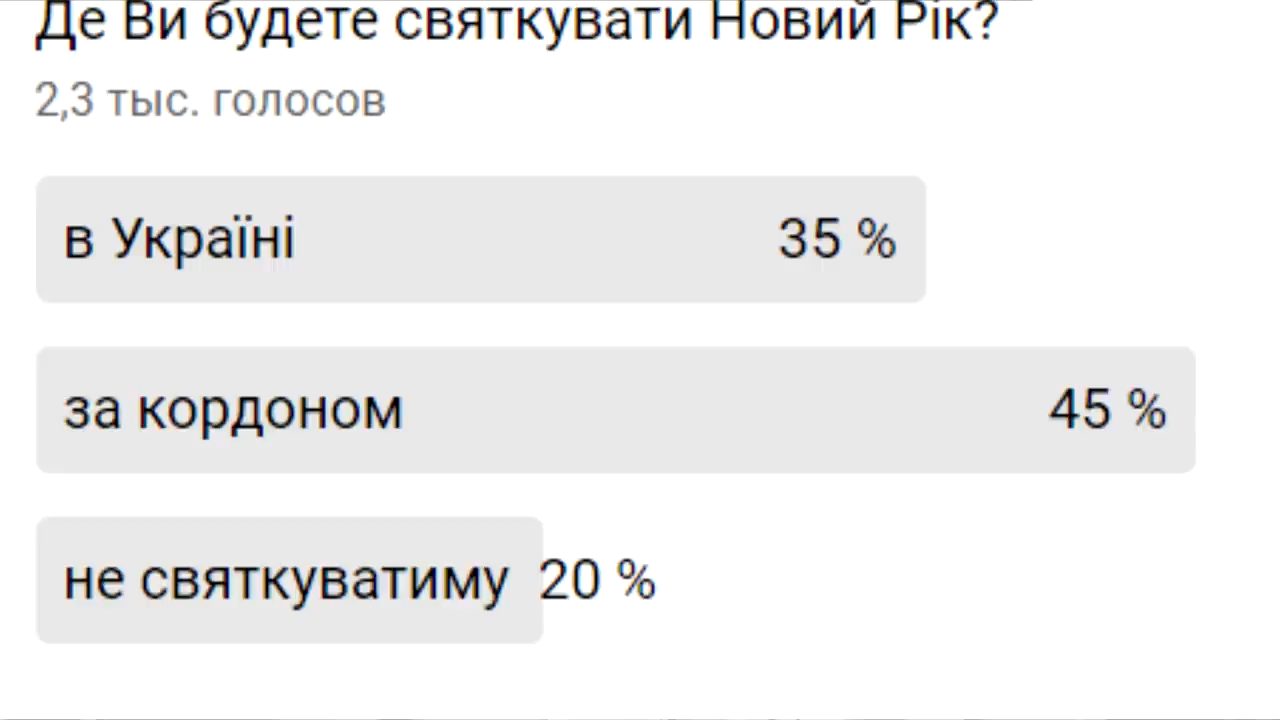 Де Ви будете святкувати Новий Рік?
2,3 тыс. голосов
в Україні 35 %
за кордоном 45 %
не святкуватиму 20 %